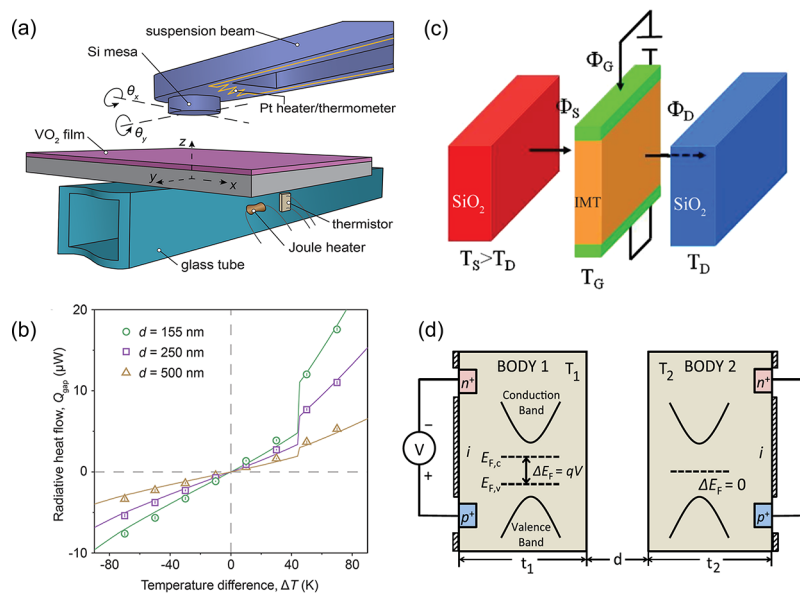 (a)
suspension beam
Si mesa
θx
θy
Pt heater/thermometer
VO2 film
z
y
x
thermistor
Joule heater
glass tube
(b)
Radiative heat flow, Qgap (µW)
20
10
0
-10
d = 155 nm
d = 250 nm
d = 500 nm
-80
-40
0
40
80
Temperature difference, ΔT (K)
(c)
ΦG
ΦS
ΦD
SiO2
IMT
SiO2
TS>TD
TG
TD
(d)
BODY 1
T1
n+
Conduction
Band
V
−
+
i
EF,c
EF,v
ΔEF = qV
p+
Valence
Band
t1
d
T2
BODY 2
n+
i
ΔEF = 0
p+
t2